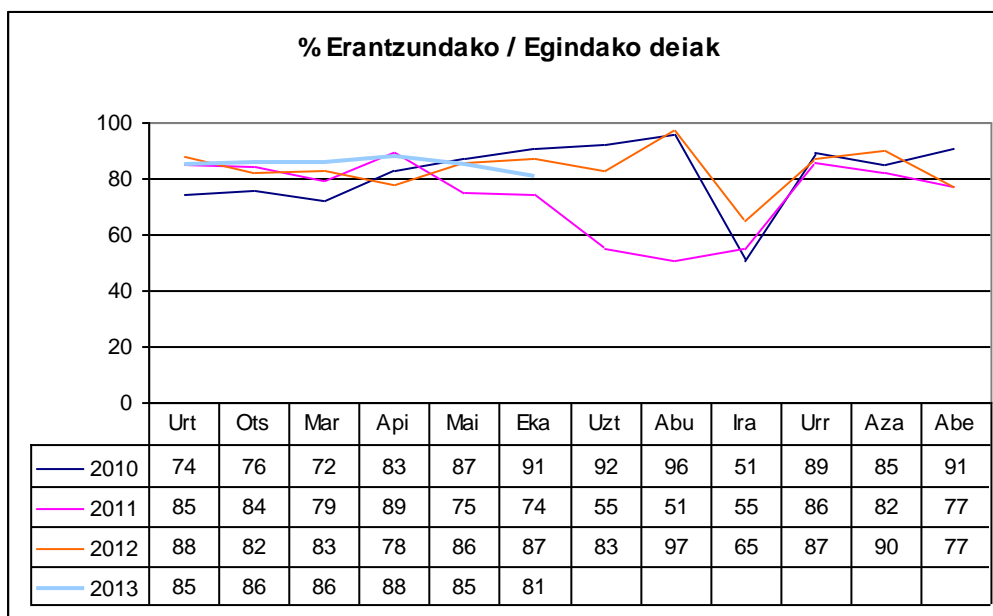 % Erantzundako / Egindako deiak
100
80
60
40
20
0
Urt Ots Mar Api Mai Eka Uzt Abu Ira Urr Aza Abe
2010 74 76 72 83 87 91 92 96 51 89 85 91
2011 85 84 79 89 75 74 55 51 55 86 82 77
2012 88 82 83 78 86 87 83 97 65 87 90 77
2013 85 86 86 88 85 81